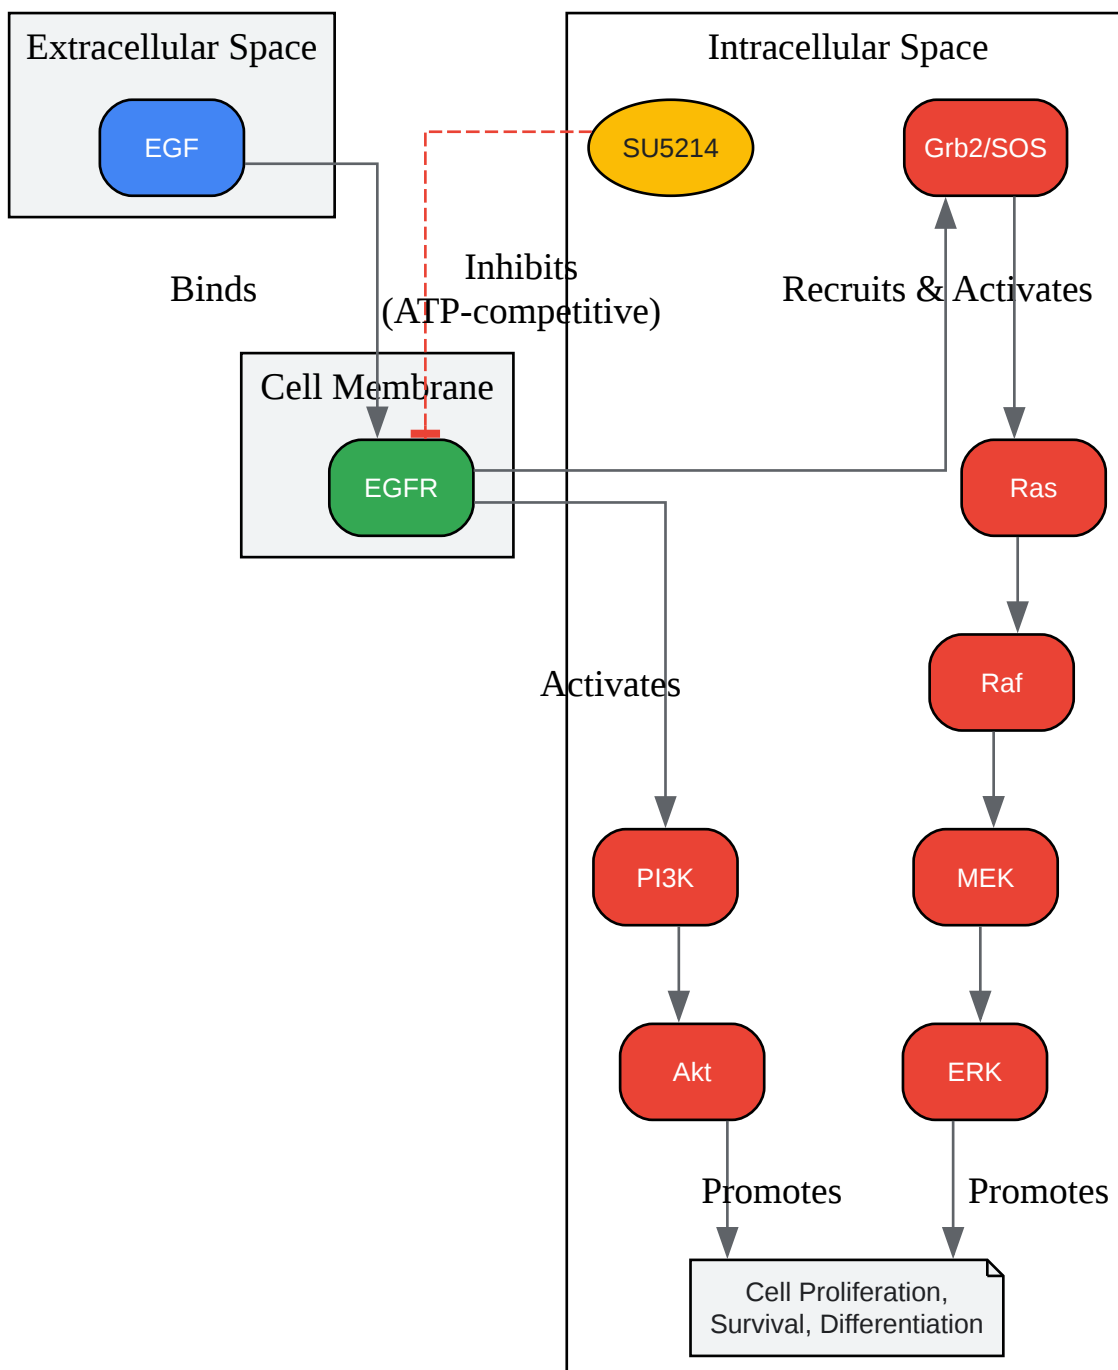 Extracellular Space
Intracellular Space
EGF
SU5214
Grb2/SOS
Binds
Inhibits
(ATP-competitive)
Recruits & Activates
Cell Membrane
EGFR
Ras
Raf
Activates
PI3K
MEK
Akt
ERK
Promotes
Promotes
Cell Proliferation,
Survival, Differentiation